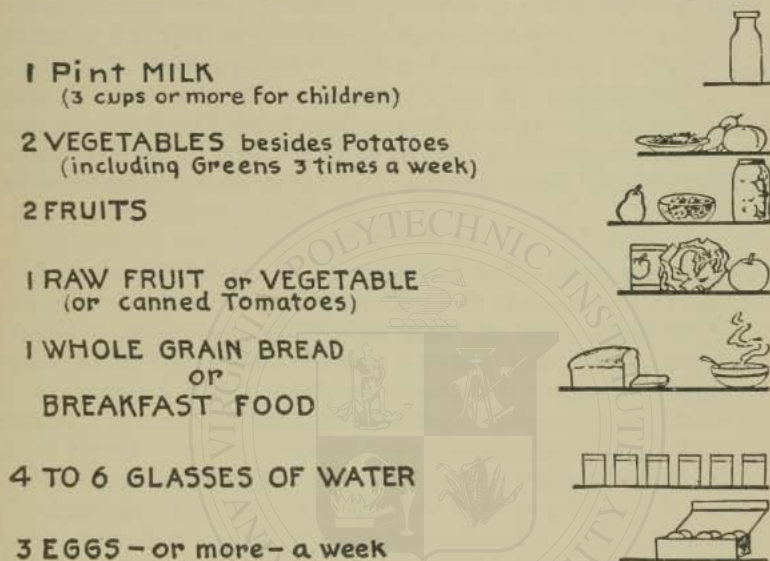 1 Pint MILK
(3 cups or more for children)
2 VEGETABLES besides Potatoes
(including Greens 3 times a week)
2 FRUITS
1 RAW FRUIT or VEGETABLE
(or canned Tomatoes)
1 WHOLE GRAIN BREAD
or
BREAKFAST FOOD
4 TO 6 GLASSES OF WATER
3 EGGS - or more - a week
POLYTECHNIC INSTITUTE